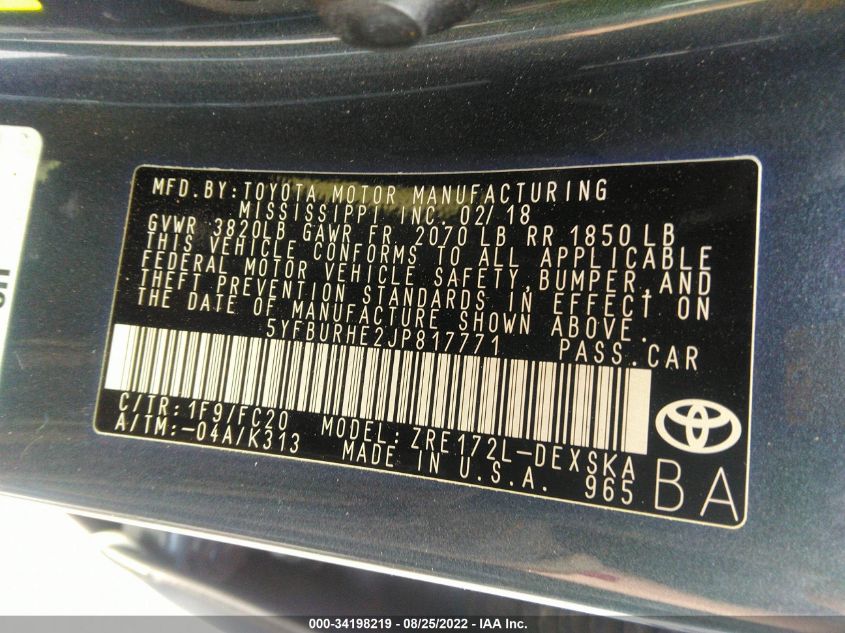 MFD. BY: TOYOTA MOTOR MANUFACTURING
MISSISSIPPI INC. 02/18
GVWR 3820LB GAWR FR. 2070 LB RR 1850 LB
THIS VEHICLE CONFORMS TO ALL APPLICABLE
FEDERAL MOTOR VEHICLE SAFETY, BUMPER, AND
THEFT PREVENTION STANDARDS IN EFFECT ON
THE DATE OF MANUFACTURE SHOWN ABOVE.
5YFBURHE2JP817771 PASS. CAR
C/TR: 1F9/FC20 MODEL: ZRE172L-DEXSKA
A/TM: -04A/K313 MADE IN U.S.A. 965
BA
000-34198219 - 08/25/2022 - IAA Inc.